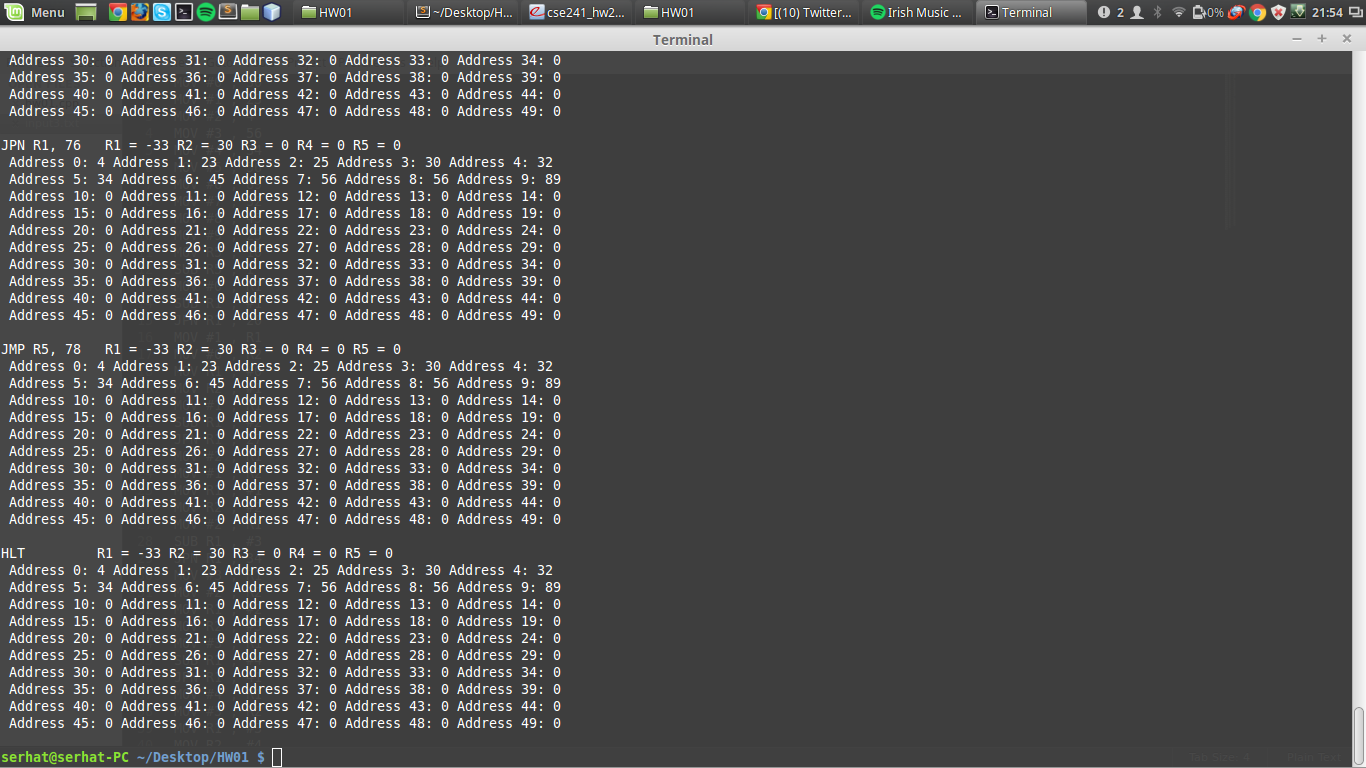 Menu HW01 ~/Desktop/H... cse241_hw2... HW01 [(10) Twitter... Irish Music ... Terminal 2 0% 21:54
Terminal
Address 30: 0 Address 31: 0 Address 32: 0 Address 33: 0 Address 34: 0
Address 35: 0 Address 36: 0 Address 37: 0 Address 38: 0 Address 39: 0
Address 40: 0 Address 41: 0 Address 42: 0 Address 43: 0 Address 44: 0
Address 45: 0 Address 46: 0 Address 47: 0 Address 48: 0 Address 49: 0
JPN R1, 76 R1 = -33 R2 = 30 R3 = 0 R4 = 0 R5 = 0
Address 0: 4 Address 1: 23 Address 2: 25 Address 3: 30 Address 4: 32
Address 5: 34 Address 6: 45 Address 7: 56 Address 8: 56 Address 9: 89
Address 10: 0 Address 11: 0 Address 12: 0 Address 13: 0 Address 14: 0
Address 15: 0 Address 16: 0 Address 17: 0 Address 18: 0 Address 19: 0
Address 20: 0 Address 21: 0 Address 22: 0 Address 23: 0 Address 24: 0
Address 25: 0 Address 26: 0 Address 27: 0 Address 28: 0 Address 29: 0
Address 30: 0 Address 31: 0 Address 32: 0 Address 33: 0 Address 34: 0
Address 35: 0 Address 36: 0 Address 37: 0 Address 38: 0 Address 39: 0
Address 40: 0 Address 41: 0 Address 42: 0 Address 43: 0 Address 44: 0
Address 45: 0 Address 46: 0 Address 47: 0 Address 48: 0 Address 49: 0
JMP R5, 78 R1 = -33 R2 = 30 R3 = 0 R4 = 0 R5 = 0
Address 0: 4 Address 1: 23 Address 2: 25 Address 3: 30 Address 4: 32
Address 5: 34 Address 6: 45 Address 7: 56 Address 8: 56 Address 9: 89
Address 10: 0 Address 11: 0 Address 12: 0 Address 13: 0 Address 14: 0
Address 15: 0 Address 16: 0 Address 17: 0 Address 18: 0 Address 19: 0
Address 20: 0 Address 21: 0 Address 22: 0 Address 23: 0 Address 24: 0
Address 25: 0 Address 26: 0 Address 27: 0 Address 28: 0 Address 29: 0
Address 30: 0 Address 31: 0 Address 32: 0 Address 33: 0 Address 34: 0
Address 35: 0 Address 36: 0 Address 37: 0 Address 38: 0 Address 39: 0
Address 40: 0 Address 41: 0 Address 42: 0 Address 43: 0 Address 44: 0
Address 45: 0 Address 46: 0 Address 47: 0 Address 48: 0 Address 49: 0
HLT R1 = -33 R2 = 30 R3 = 0 R4 = 0 R5 = 0
Address 0: 4 Address 1: 23 Address 2: 25 Address 3: 30 Address 4: 32
Address 5: 34 Address 6: 45 Address 7: 56 Address 8: 56 Address 9: 89
Address 10: 0 Address 11: 0 Address 12: 0 Address 13: 0 Address 14: 0
Address 15: 0 Address 16: 0 Address 17: 0 Address 18: 0 Address 19: 0
Address 20: 0 Address 21: 0 Address 22: 0 Address 23: 0 Address 24: 0
Address 25: 0 Address 26: 0 Address 27: 0 Address 28: 0 Address 29: 0
Address 30: 0 Address 31: 0 Address 32: 0 Address 33: 0 Address 34: 0
Address 35: 0 Address 36: 0 Address 37: 0 Address 38: 0 Address 39: 0
Address 40: 0 Address 41: 0 Address 42: 0 Address 43: 0 Address 44: 0
Address 45: 0 Address 46: 0 Address 47: 0 Address 48: 0 Address 49: 0
serhat@serhat-PC ~/Desktop/HW01 $